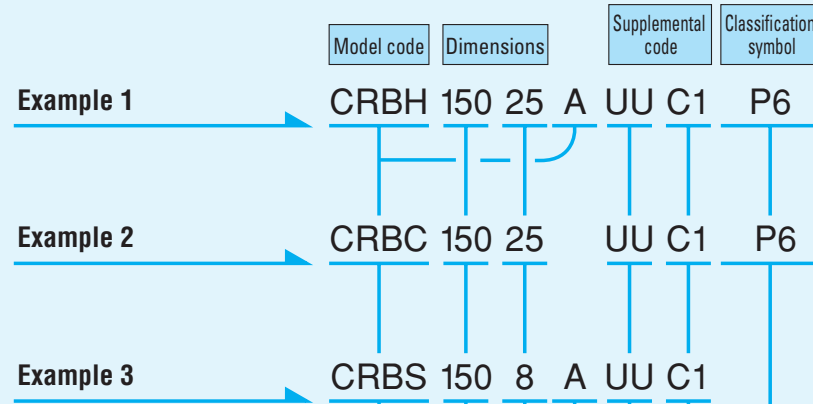 Model code Dimensions Supplemental code Classification symbol
Example 1 CRBH 150 25 A UU C1 P6
Example 2 CRBC 150 25 UU C1 P6
Example 3 CRBS 150 8 A UU C1